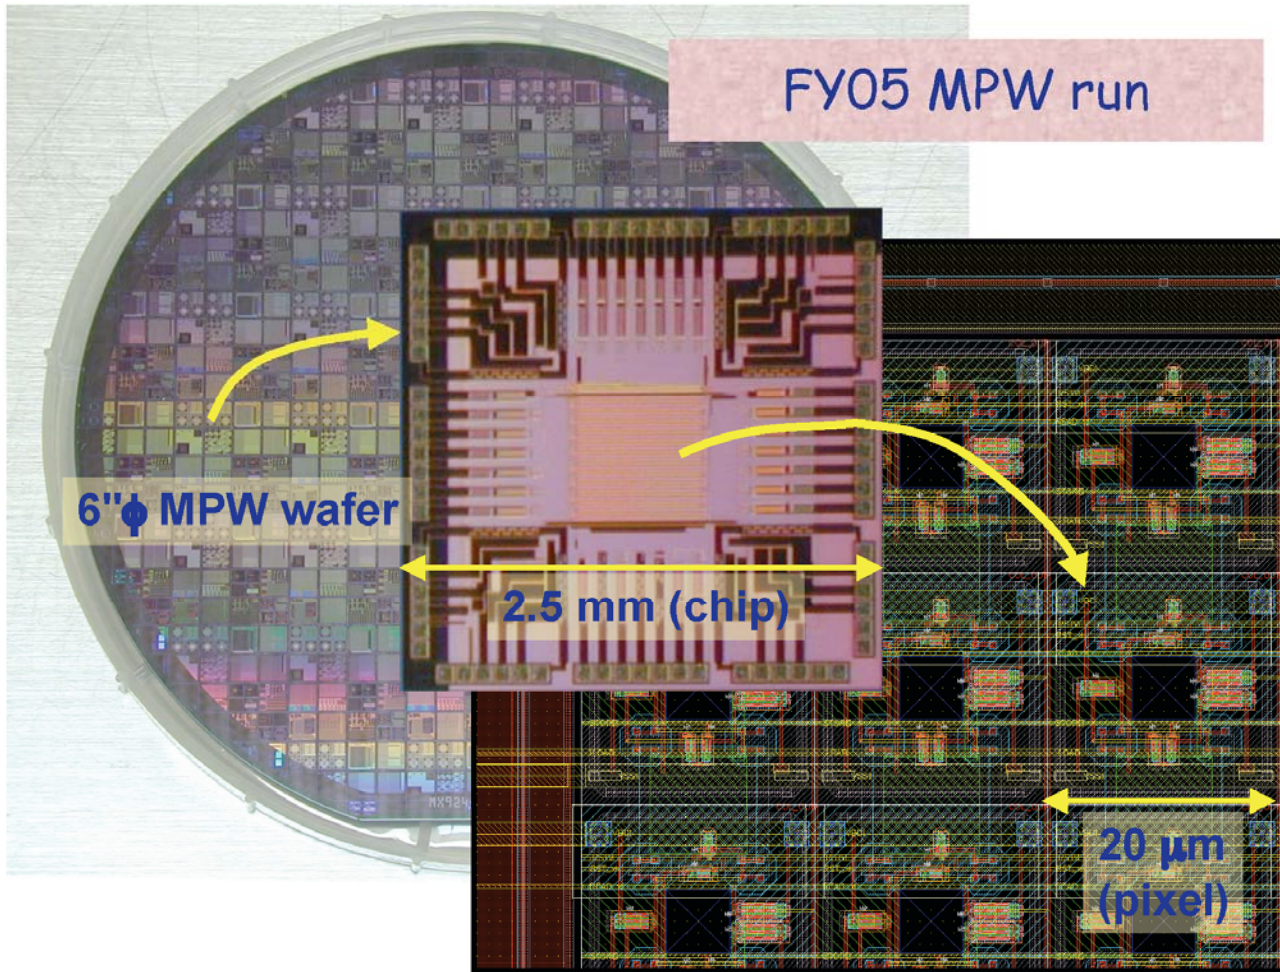 FY05 MPW run
6"ϕ MPW wafer
2.5 mm (chip)
20 μm
(pixel)